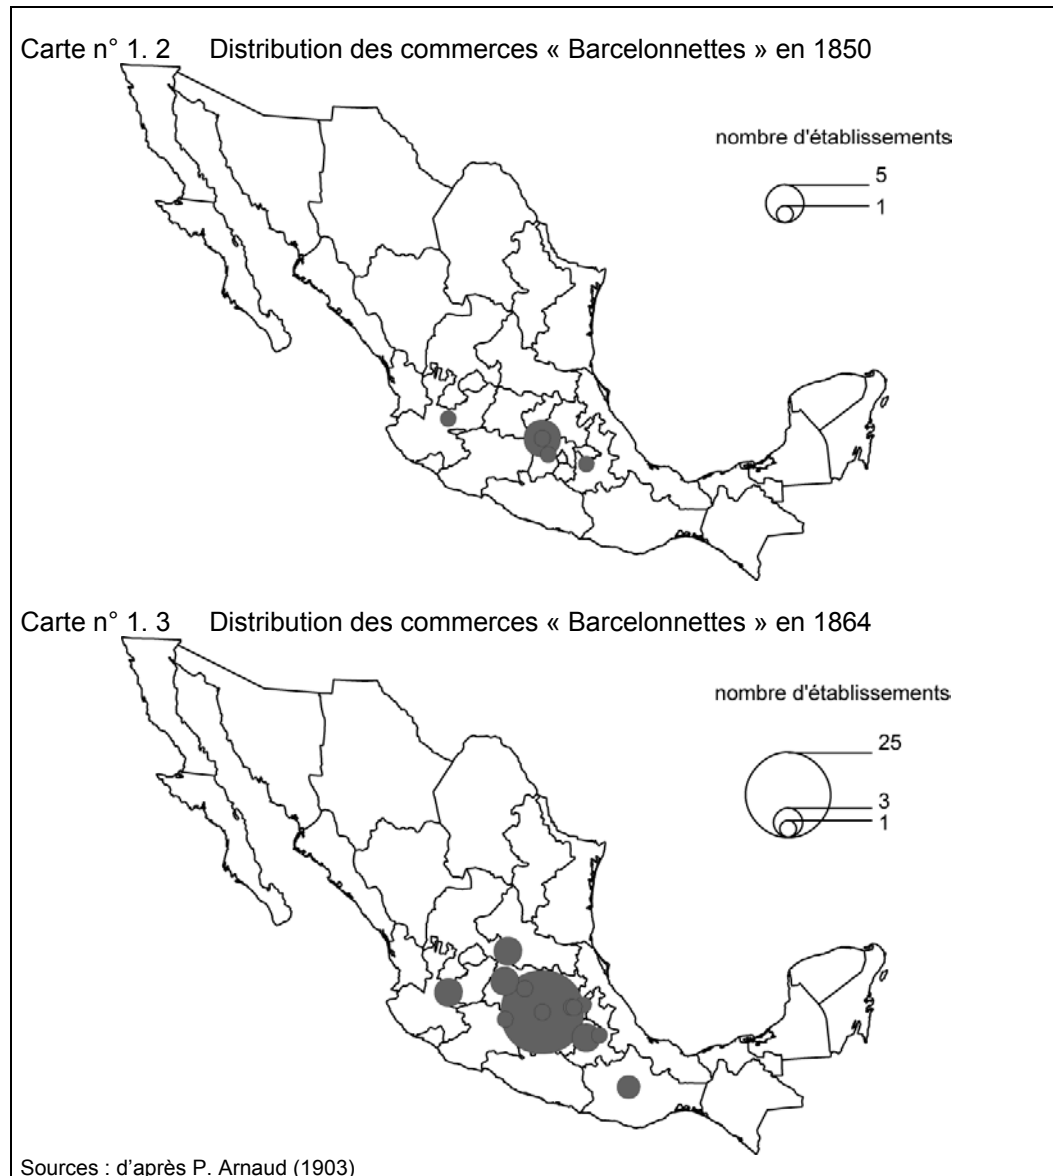 Carte n° 1. 2 Distribution des commerces « Barcelonnettes » en 1850
nombre d'établissements
5
1
Carte n° 1. 3 Distribution des commerces « Barcelonnettes » en 1864
nombre d'établissements
25
3
1
Sources : d'après P. Arnaud (1903)